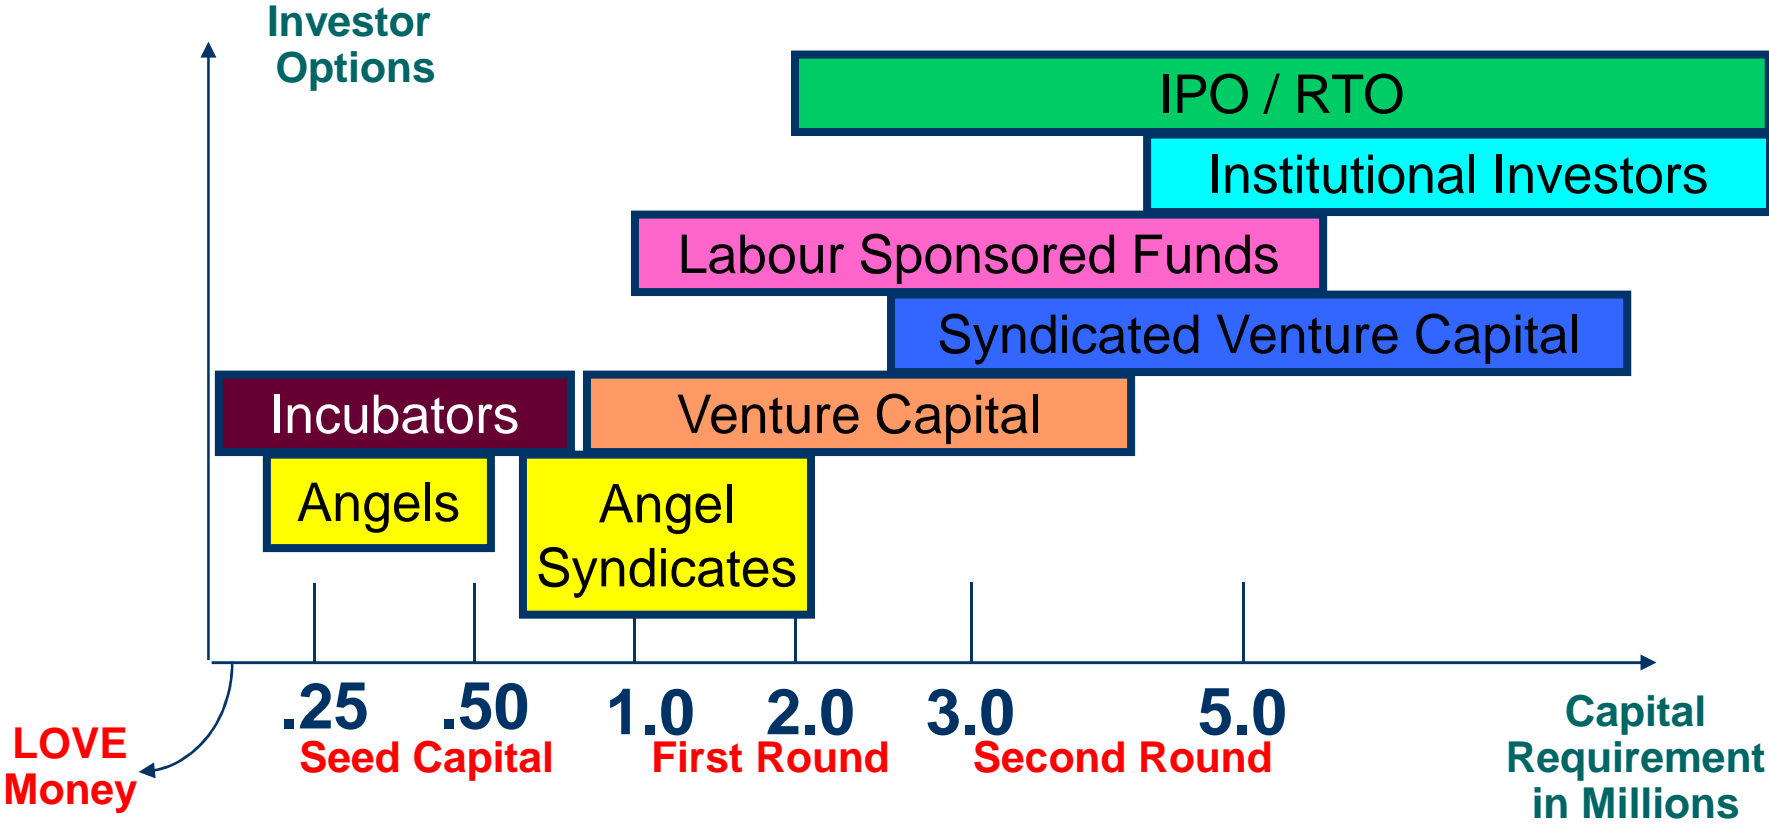 Investor
Options
IPO / RTO
Institutional Investors
Labour Sponsored Funds
Syndicated Venture Capital
Incubators
Venture Capital
Angels
Angel
Syndicates
.25
.50
1.0
2.0
3.0
5.0
Seed Capital
First Round
Second Round
LOVE
Money
Capital
Requirement
in Millions